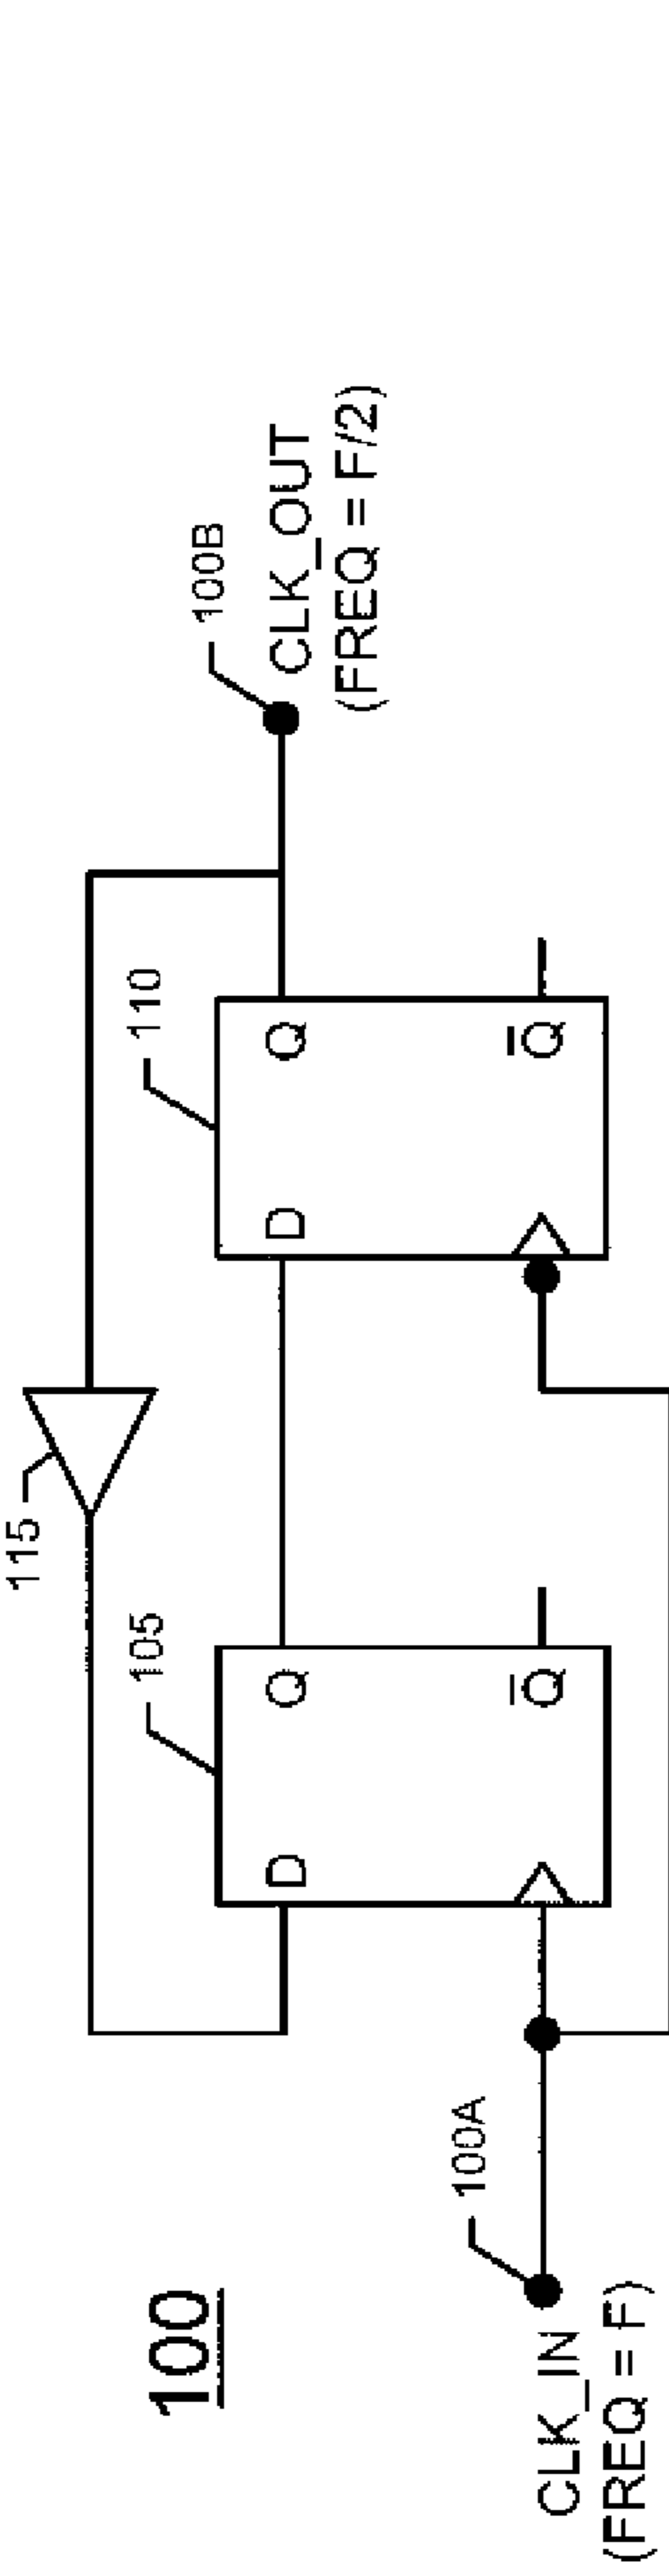 100
115
105
110
100B
D
Q
D
Q
CLK_OUT
(FREQ = F/2)
100A
Q̅
Q̅
CLK_IN
(FREQ = F)